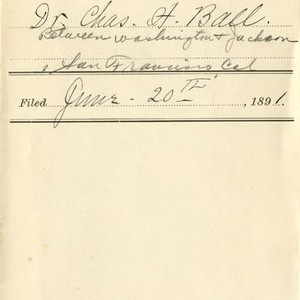 Dr Chas. H. Ball.
Between Washington & Jackson
San Francisco Cal
Filed June 20th, 1891.